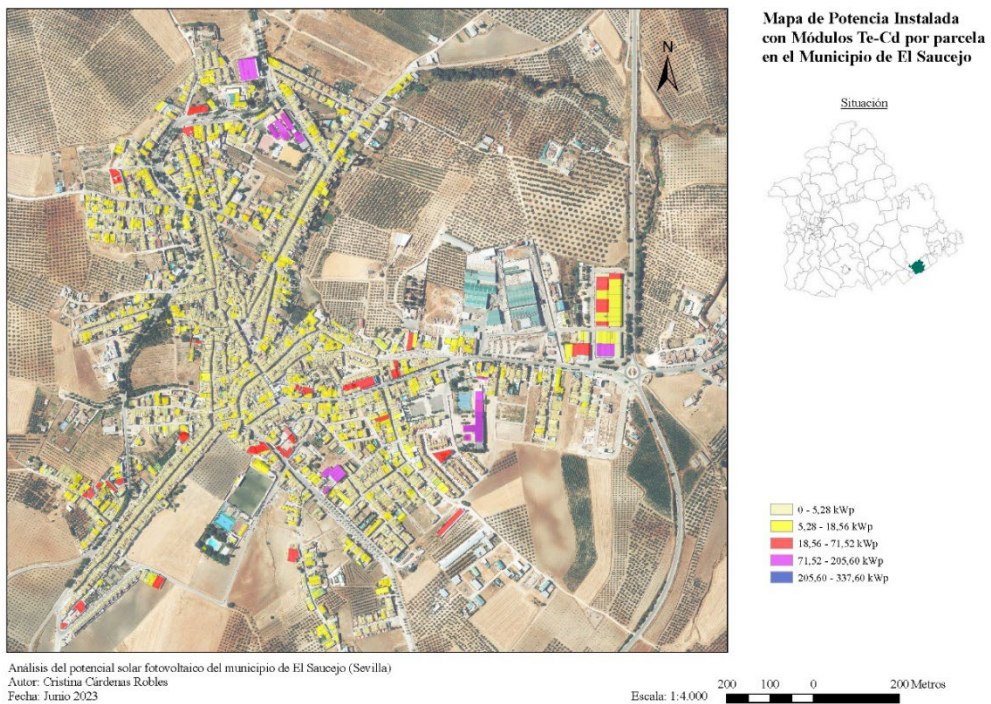 Mapa de Potencia Instalada
con Módulos Te-Cd por parcela
en el Municipio de El Saucejo
N
Situación
0 - 5,28 kWp
5,28 - 18,56 kWp
18,56 - 71,52 kWp
71,52 - 205,60 kWp
205,60 - 337,60 kWp
Análisis del potencial solar fotovoltaico del municipio de El Saucejo (Sevilla)
Autor: Cristina Cárdenas Robles
Fecha: Junio 2023
Escala: 1:4.000
200 100 0 200 Metros